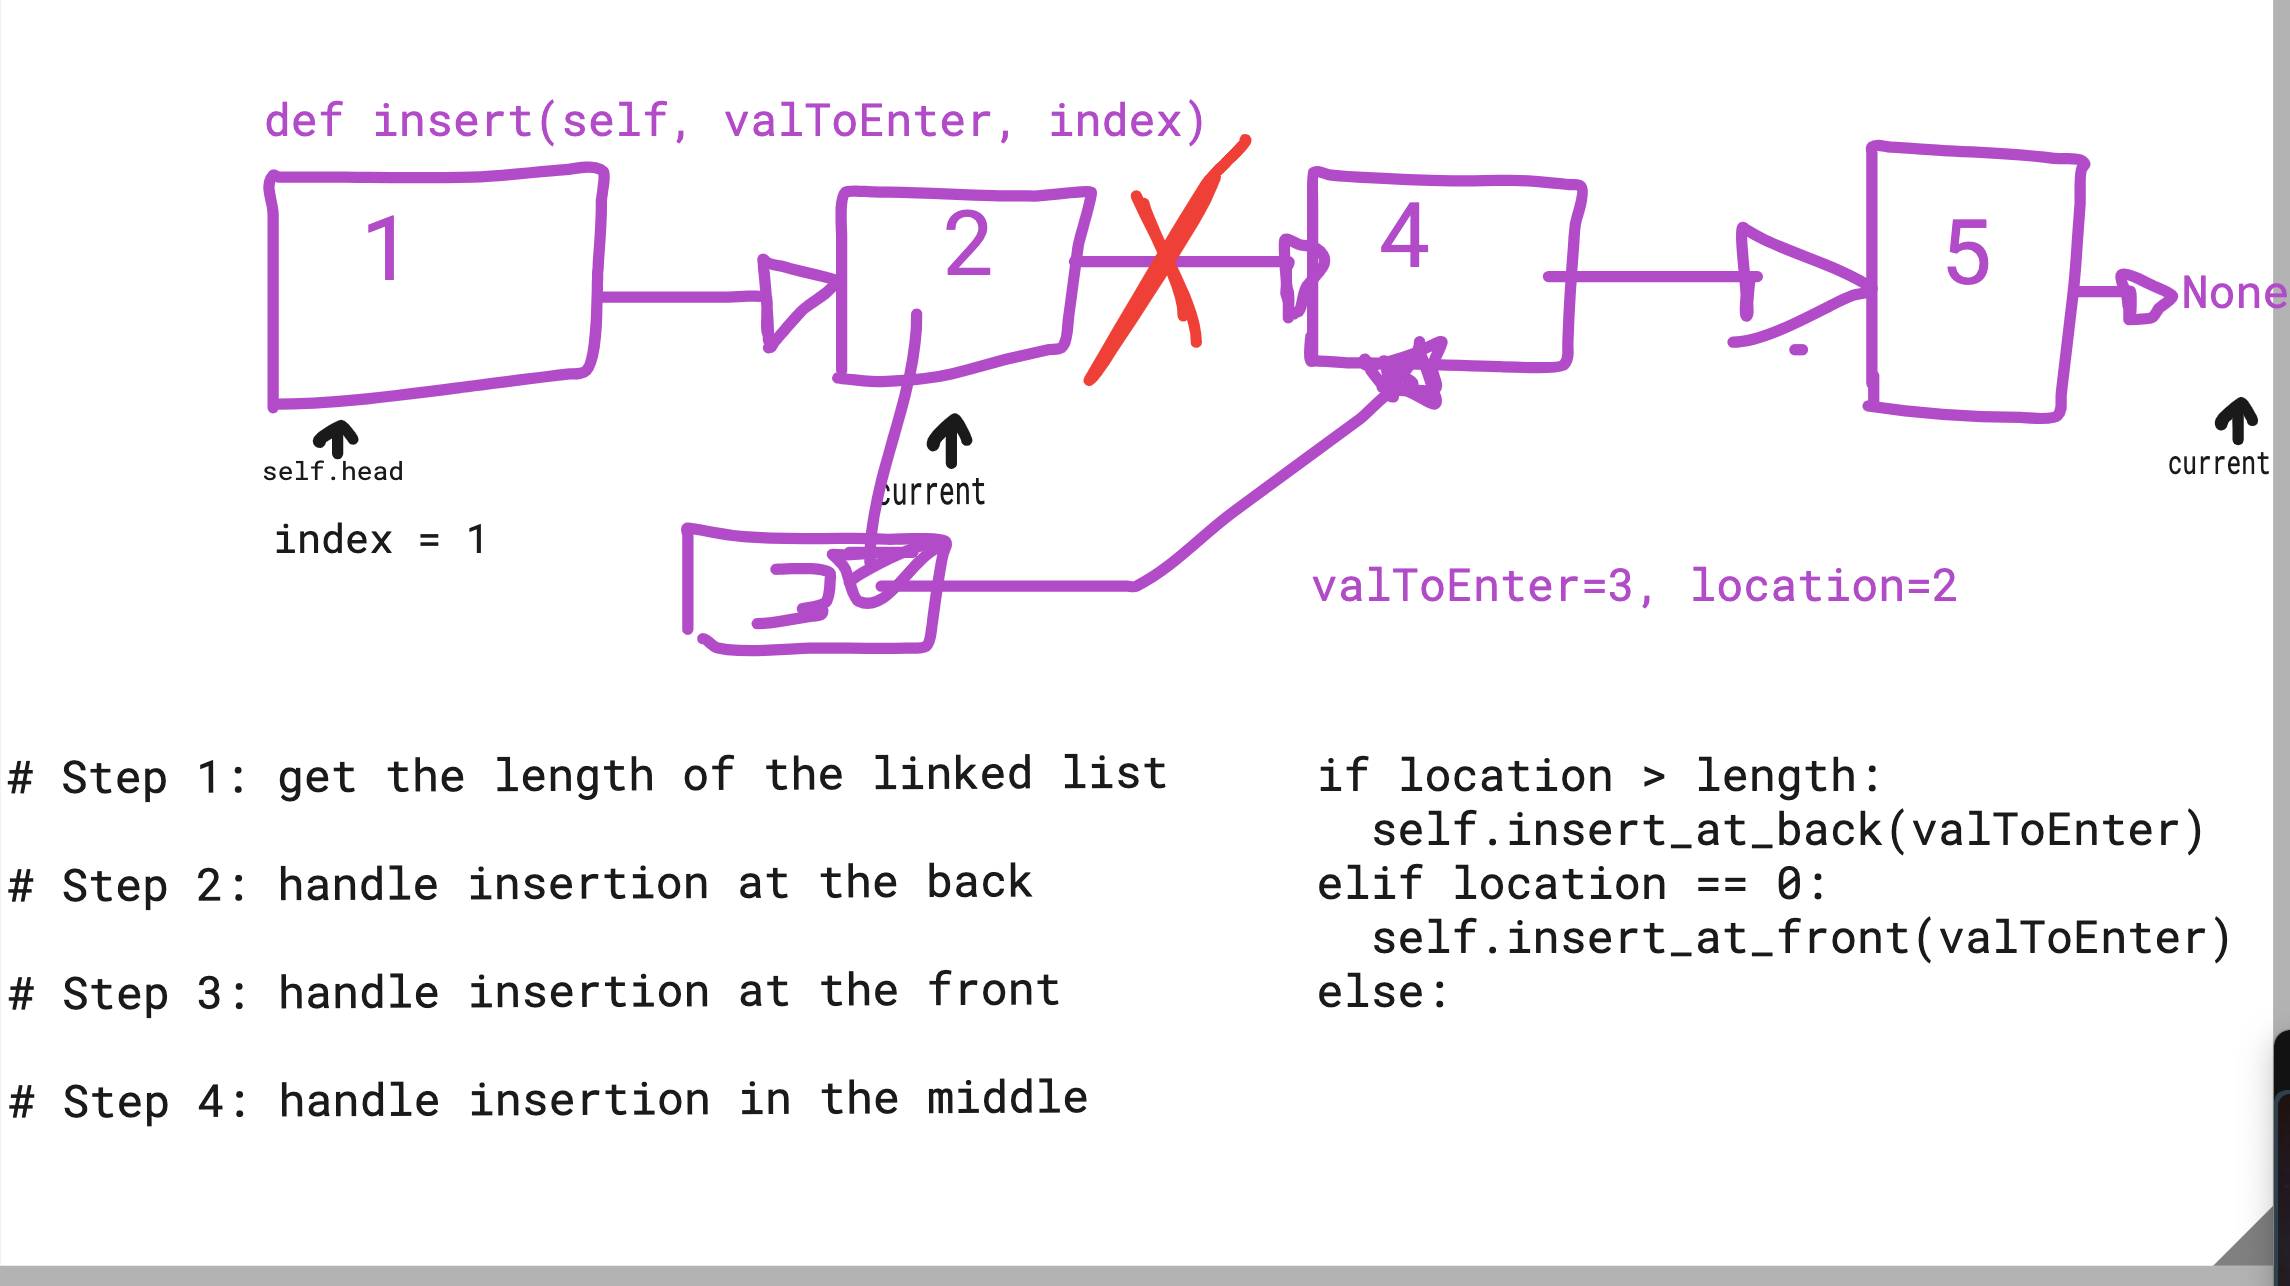 def insert(self, valToEnter, index)
1
2
4
5
None
self.head
current
current
index = 1
3
valToEnter=3, location=2
# Step 1: get the length of the linked list
# Step 2: handle insertion at the back
# Step 3: handle insertion at the front
# Step 4: handle insertion in the middle
if location > length:
self.insert_at_back(valToEnter)
elif location == 0:
self.insert_at_front(valToEnter)
else: